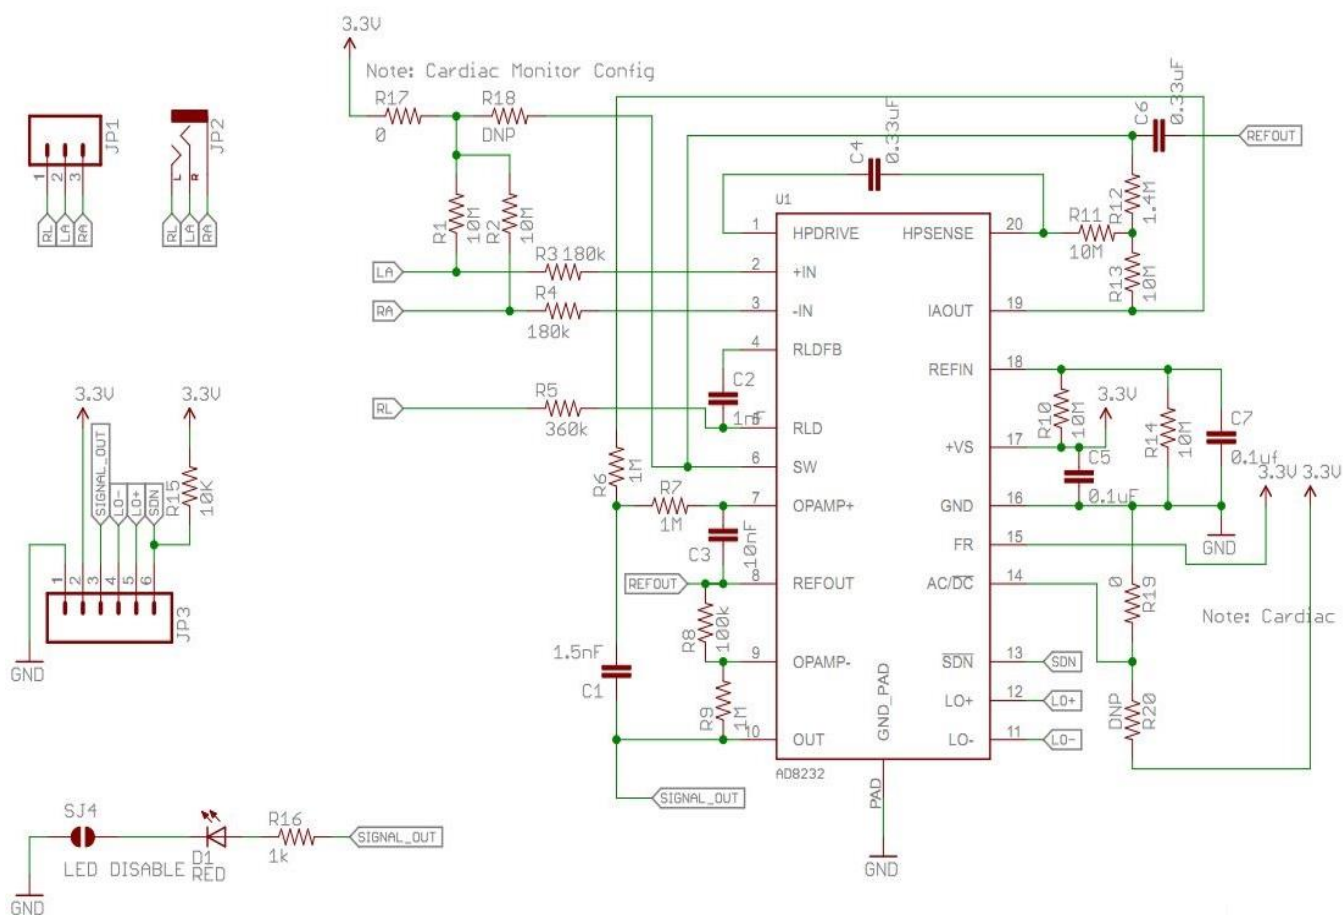 3.3V
Note: Cardiac Monitor Config
R17
0
R18
DNP
C4
0.33uF
C6
0.33uF
REFOUT
JP1
1
2
3
RL
LA
RA
JP2
L
R
RL
LA
RA
R1
10M
R2
10M
R3 180k
R4
180k
R5
360k
LA
RA
RL
C2
1nF
R6
1M
R7
1M
C3
10nF
REFOUT
R8
100k
R9
1M
1.5nF
C1
SIGNAL_OUT
U1
1
HPDRIVE
2
+IN
3
-IN
4
RLDFB
5
RLD
6
SW
7
OPAMP+
8
REFOUT
9
OPAMP-
10
OUT
HPSENSE
20
IAOUT
19
REFIN
18
+VS
17
GND
16
FR
15
AC/DC
14
SDN
13
LO+
12
LO-
11
GND_PAD
PAD
AD8232
GND
R11
10M
R12
1.4M
R13
10M
R10
10M
3.3V
R14
10M
C7
0.1uf
C5
0.1uF
3.3V
3.3V
GND
0
R19
Note: Cardiac
DNP
R20
SDN
LO+
LO-
3.3V
3.3V
SIGNAL_OUT
LO-
LO+
SDN
R15
10K
1
2
3
4
5
6
JP3
GND
SJ4
LED DISABLE
D1
RED
R16
1k
SIGNAL_OUT
GND